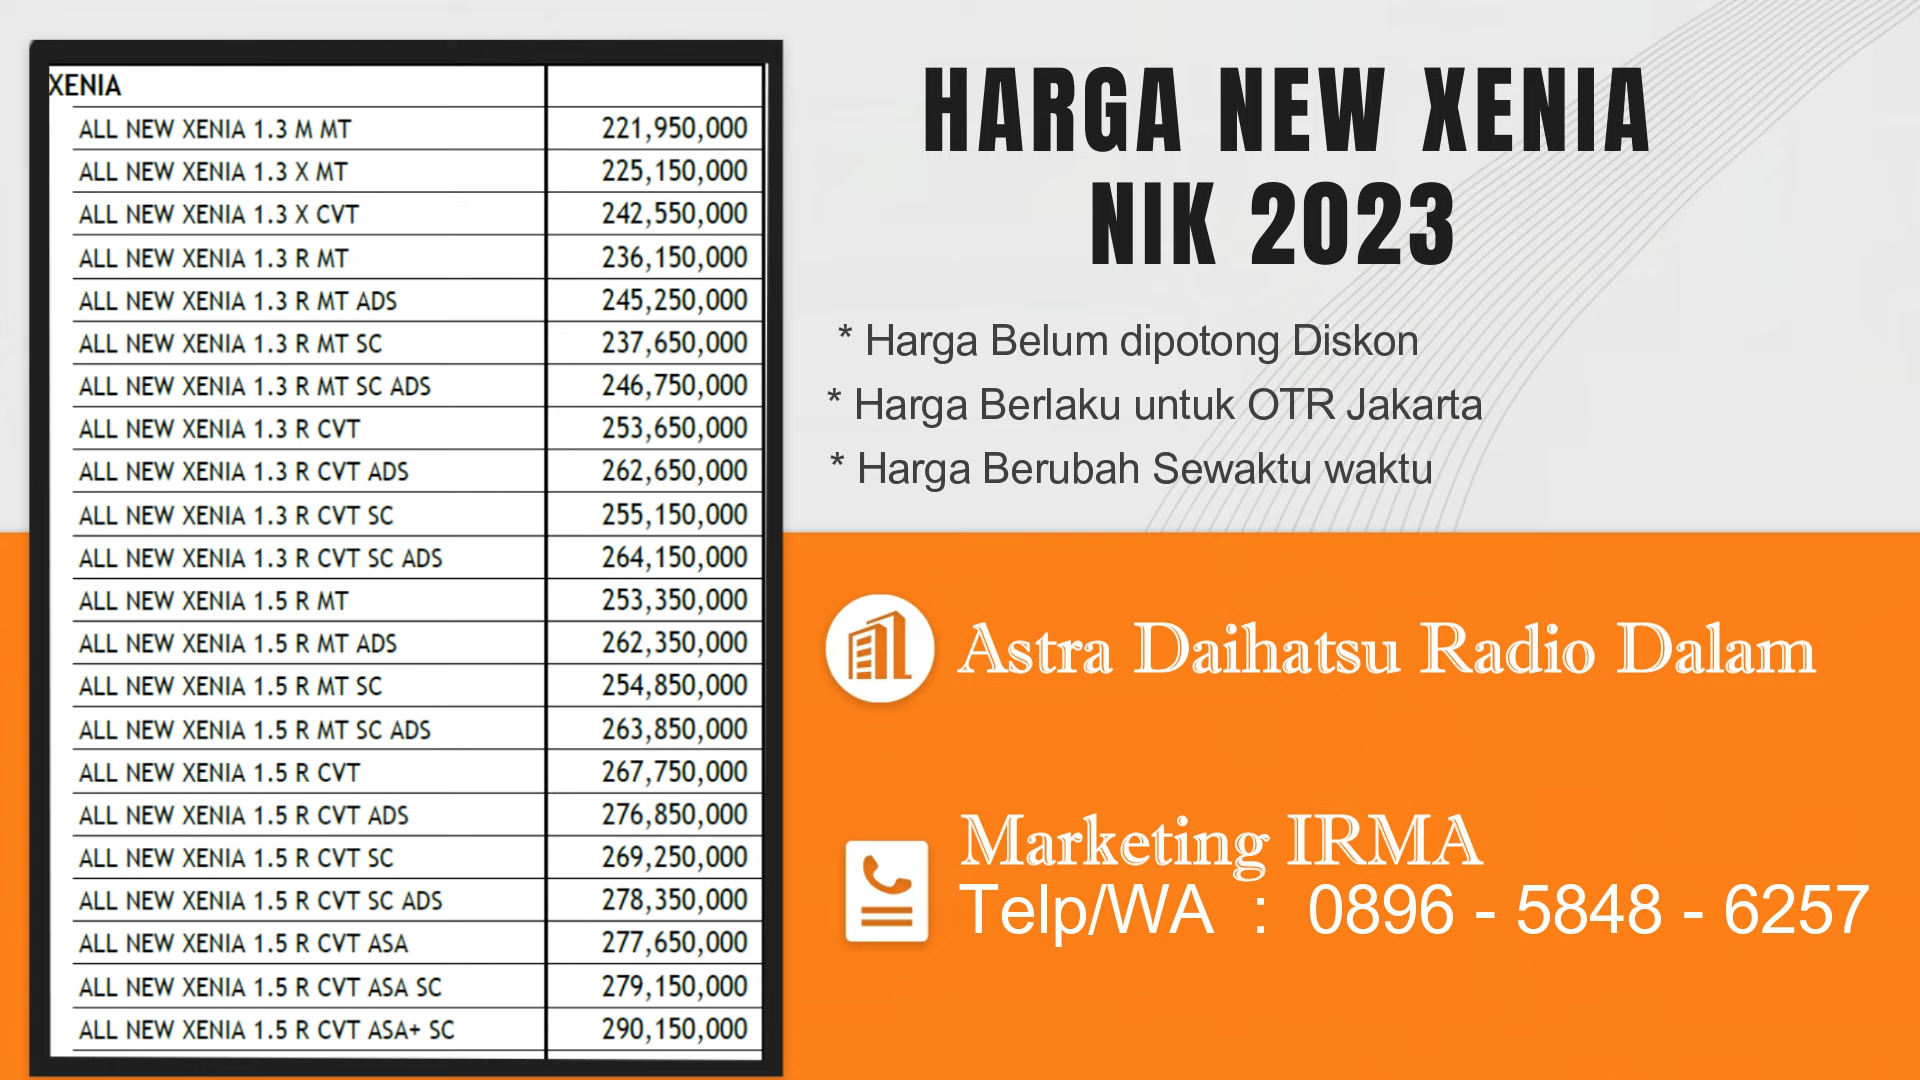 XENIA
ALL NEW XENIA 1.3 M MT 221,950,000
ALL NEW XENIA 1.3 X MT 225,150,000
ALL NEW XENIA 1.3 X CVT 242,550,000
ALL NEW XENIA 1.3 R MT 236,150,000
ALL NEW XENIA 1.3 R MT ADS 245,250,000
ALL NEW XENIA 1.3 R MT SC 237,650,000
ALL NEW XENIA 1.3 R MT SC ADS 246,750,000
ALL NEW XENIA 1.3 R CVT 253,650,000
ALL NEW XENIA 1.3 R CVT ADS 262,650,000
ALL NEW XENIA 1.3 R CVT SC 255,150,000
ALL NEW XENIA 1.3 R CVT SC ADS 264,150,000
ALL NEW XENIA 1.5 R MT 253,350,000
ALL NEW XENIA 1.5 R MT ADS 262,350,000
ALL NEW XENIA 1.5 R MT SC 254,850,000
ALL NEW XENIA 1.5 R MT SC ADS 263,850,000
ALL NEW XENIA 1.5 R CVT 267,750,000
ALL NEW XENIA 1.5 R CVT ADS 276,850,000
ALL NEW XENIA 1.5 R CVT SC 269,250,000
ALL NEW XENIA 1.5 R CVT SC ADS 278,350,000
ALL NEW XENIA 1.5 R CVT ASA 277,650,000
ALL NEW XENIA 1.5 R CVT ASA SC 279,150,000
ALL NEW XENIA 1.5 R CVT ASA+ SC 290,150,000
HARGA NEW XENIA
NIK 2023
* Harga Belum dipotong Diskon
* Harga Berlaku untuk OTR Jakarta
* Harga Berubah Sewaktu waktu
Astra Daihatsu Radio Dalam
Marketing IRMA
Telp/WA : 0896 - 5848 - 6257